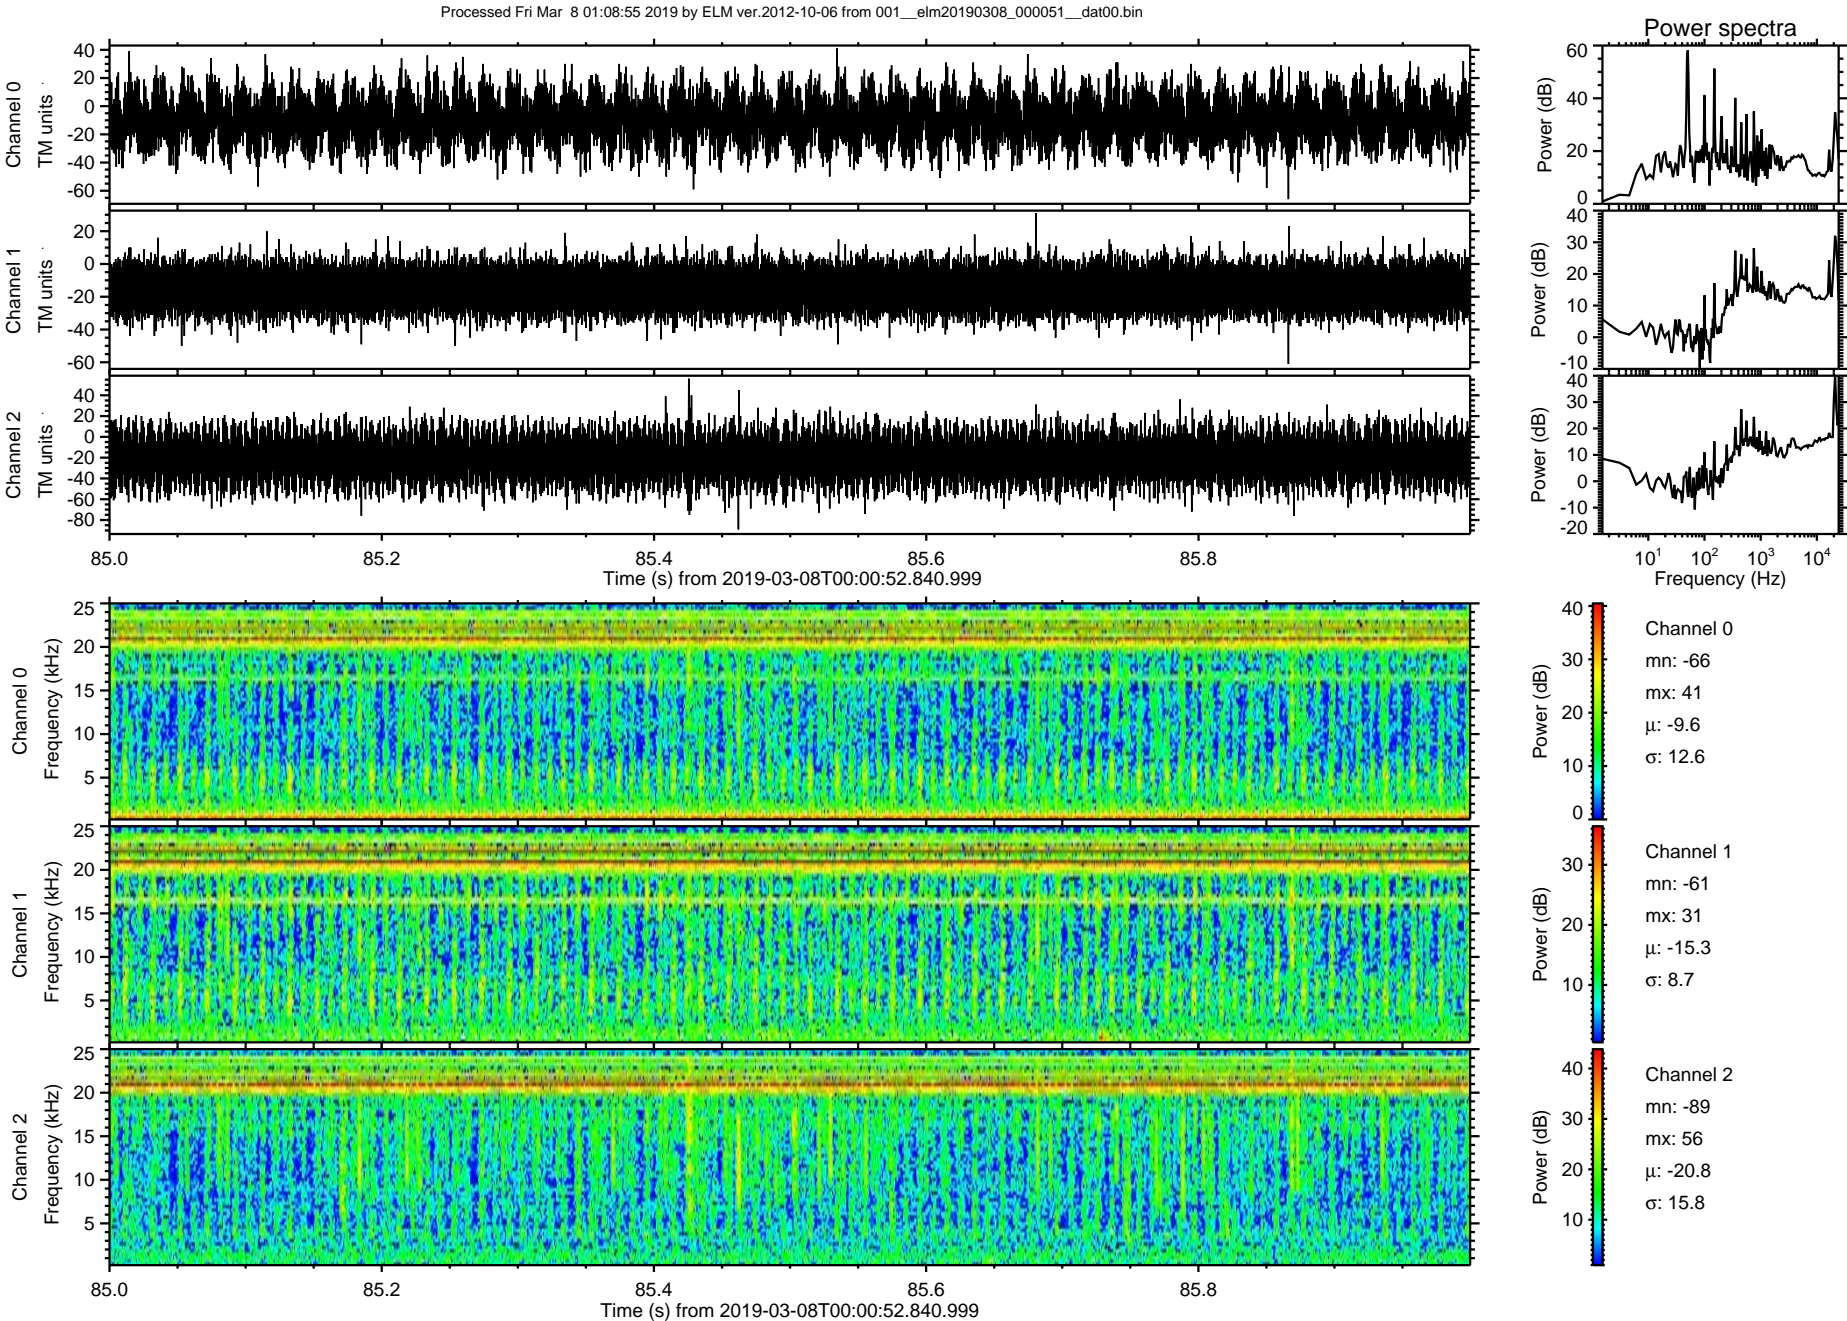 Processed Fri Mar  8 01:08:55 2019 by ELM ver.2012-10-06 from 001__elm20190308_000051__dat00.bin
Power spectra
Channel 0
TM units
40
20
0
-20
-40
-60
Power (dB)
60
40
20
0
Channel 1
TM units
20
0
-20
-40
-60
Power (dB)
40
30
20
10
0
-10
Channel 2
TM units
40
20
0
-20
-40
-60
-80
Power (dB)
40
30
20
10
0
-10
-20
85.0 85.2 85.4 85.6 85.8
Time (s) from 2019-03-08T00:00:52.840.999
10^1 10^2 10^3 10^4
Frequency (Hz)
Channel 0
Frequency (kHz)
25
20
15
10
5
Power (dB)
40
30
20
10
0
Channel 0
mn: -66
mx: 41
μ: -9.6
σ: 12.6
Channel 1
Frequency (kHz)
25
20
15
10
5
Power (dB)
30
20
10
Channel 1
mn: -61
mx: 31
μ: -15.3
σ: 8.7
Channel 2
Frequency (kHz)
25
20
15
10
5
Power (dB)
40
30
20
10
Channel 2
mn: -89
mx: 56
μ: -20.8
σ: 15.8
85.0 85.2 85.4 85.6 85.8
Time (s) from 2019-03-08T00:00:52.840.999